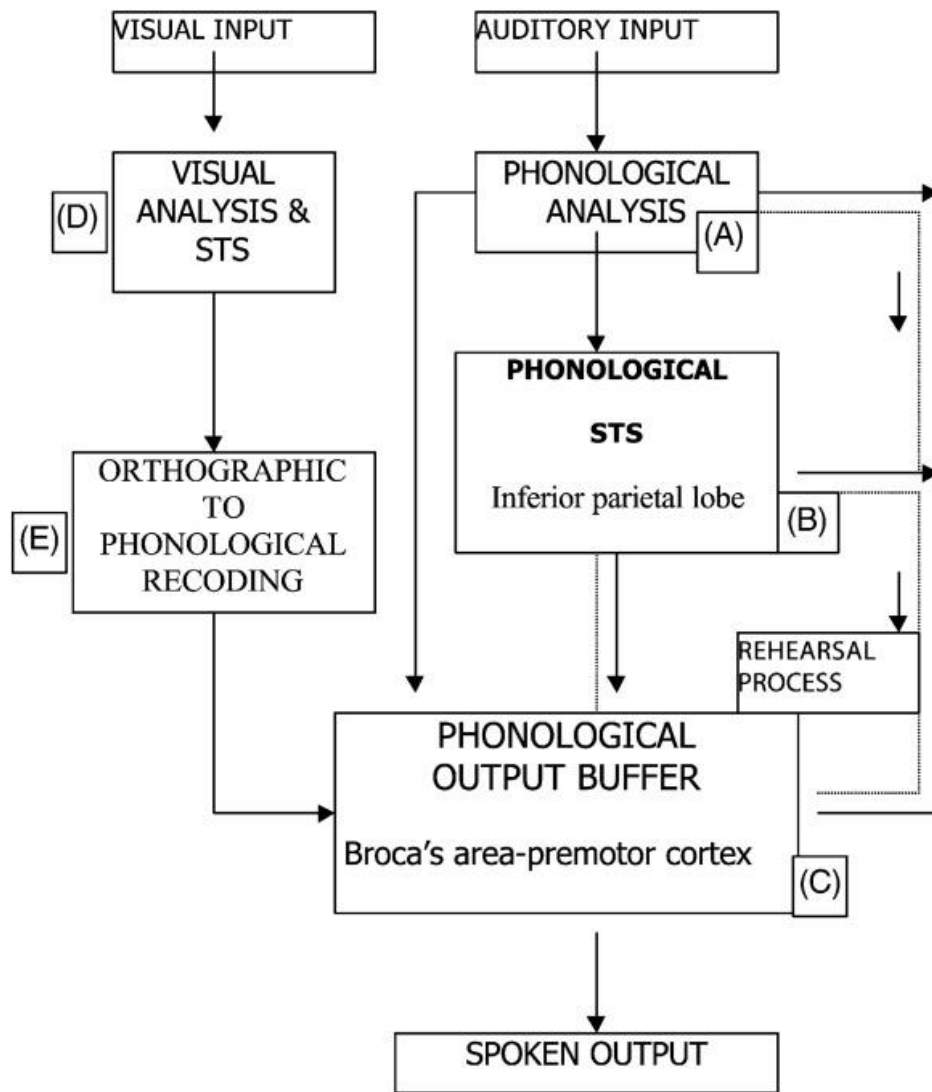 VISUAL INPUT
AUDITORY INPUT
VISUAL
ANALYSIS &
STS
(D)
PHONOLOGICAL
ANALYSIS
(A)
PHONOLOGICAL
STS
Inferior parietal lobe
(B)
ORTHOGRAPHIC
TO
PHONOLOGICAL
RECODING
(E)
REHEARSAL
PROCESS
PHONOLOGICAL
OUTPUT BUFFER
Broca's area-premotor cortex
(C)
SPOKEN OUTPUT